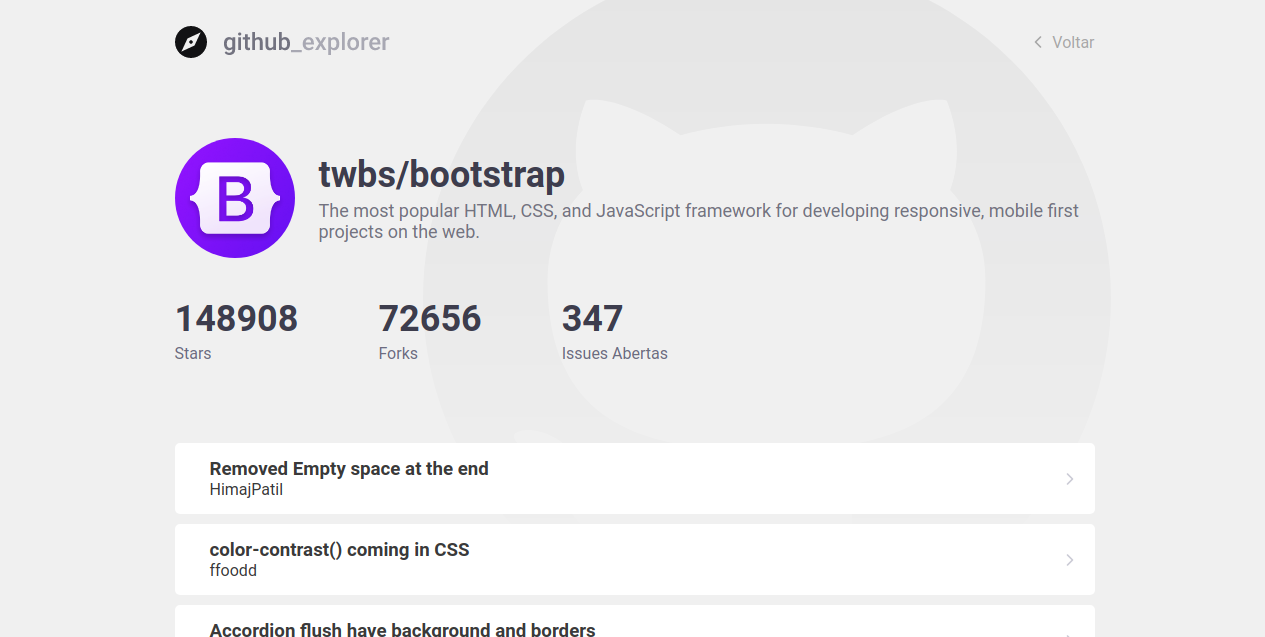 github_explorer
Voltar
B
twbs/bootstrap
The most popular HTML, CSS, and JavaScript framework for developing responsive, mobile first
projects on the web.
148908 72656 347
Stars Forks Issues Abertas
Removed Empty space at the end
HimajPatil
color-contrast() coming in CSS
ffoodd
Accordion flush have background and borders